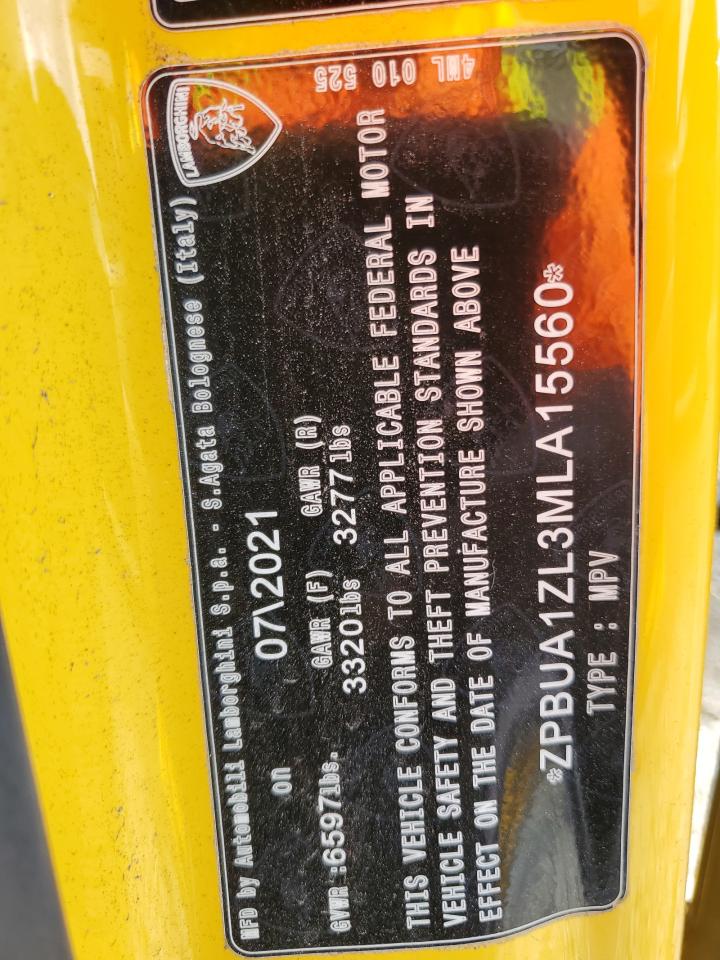 LAMBORGHINI
4ML 010
525
MFD by Automobili Lamborghini S.p.a. - S.Agata Bolognese (Italy)
on 07\2021
GAWR (F) GAWR (R)
GVWR :6597lbs. 3320lbs 3277lbs
THIS VEHICLE CONFORMS TO ALL APPLICABLE FEDERAL MOTOR
VEHICLE SAFETY AND THEFT PREVENTION STANDARDS IN
EFFECT ON THE DATE OF MANUFACTURE SHOWN ABOVE
*ZPBUA1ZL3MLA15560*
TYPE : MPV